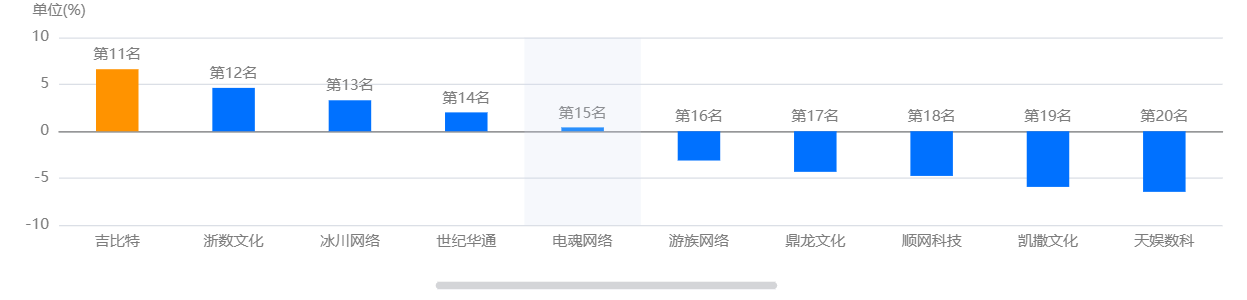 单位(%)
10
第11名
第12名
第13名
第14名
第15名
第16名
第17名
第18名
第19名
第20名
5
0
-5
-10
吉比特
浙数文化
冰川网络
世纪华通
电魂网络
游族网络
鼎龙文化
顺网科技
凯撒文化
天娱数科